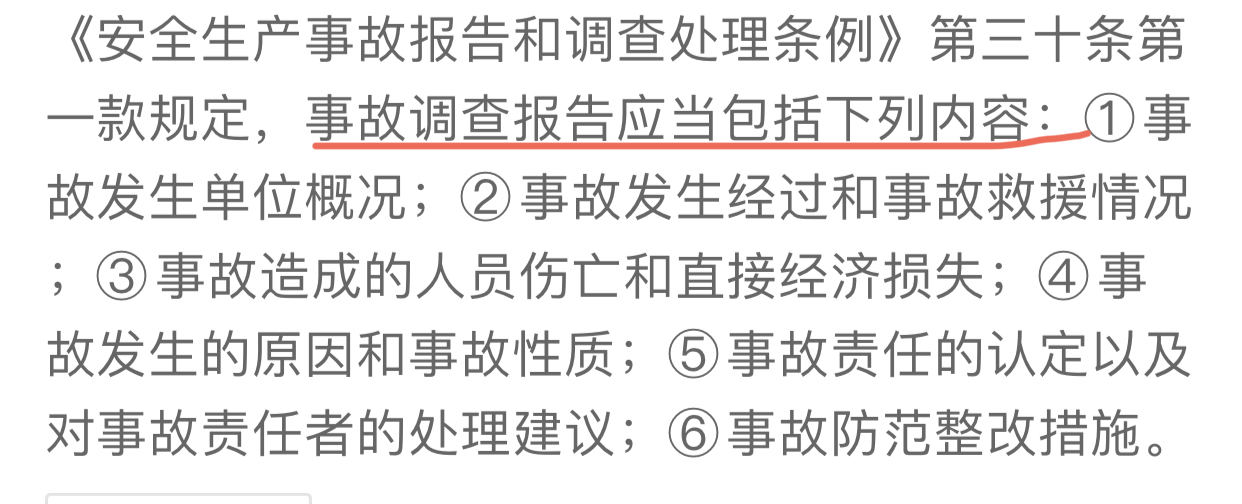 《安全生产事故报告和调查处理条例》第三十条第
一款规定，事故调查报告应当包括下列内容：①事
故发生单位概况；②事故发生经过和事故救援情况
；③事故造成的人员伤亡和直接经济损失；④事
故发生的原因和事故性质；⑤事故责任的认定以及
对事故责任者的处理建议；⑥事故防范整改措施。